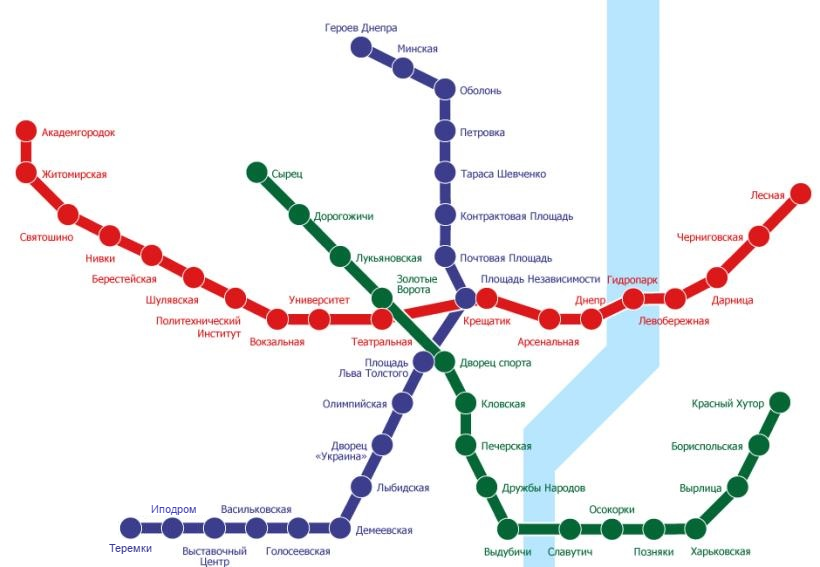 Героев Днепра
Минская
Оболонь
Академгородок
Петровка
Житомирская
Сырец
Тараса Шевченко
Лесная
Святошино
Дорогожичи
Контрактовая Площадь
Черниговская
Нивки
Лукьяновская
Почтовая Площадь
Берестейская
Золотые
Ворота
Площадь Независимости
Гидропарк
Шулявская
Университет
Днепр
Дарница
Политехнический
Институт
Крещатик
Левобережная
Вокзальная
Театральная
Арсенальная
Площадь
Льва Толстого
Дворец спорта
Олимпийская
Кловская
Красный Хутор
Дворец
«Украина»
Печерская
Бориспольская
Лыбидская
Дружбы Народов
Вырлица
Иподром
Васильковская
Осокорки
Демеевская
Теремки
Выставочный
Центр
Голосеевская
Выдубичи
Славутич
Позняки
Харьковская